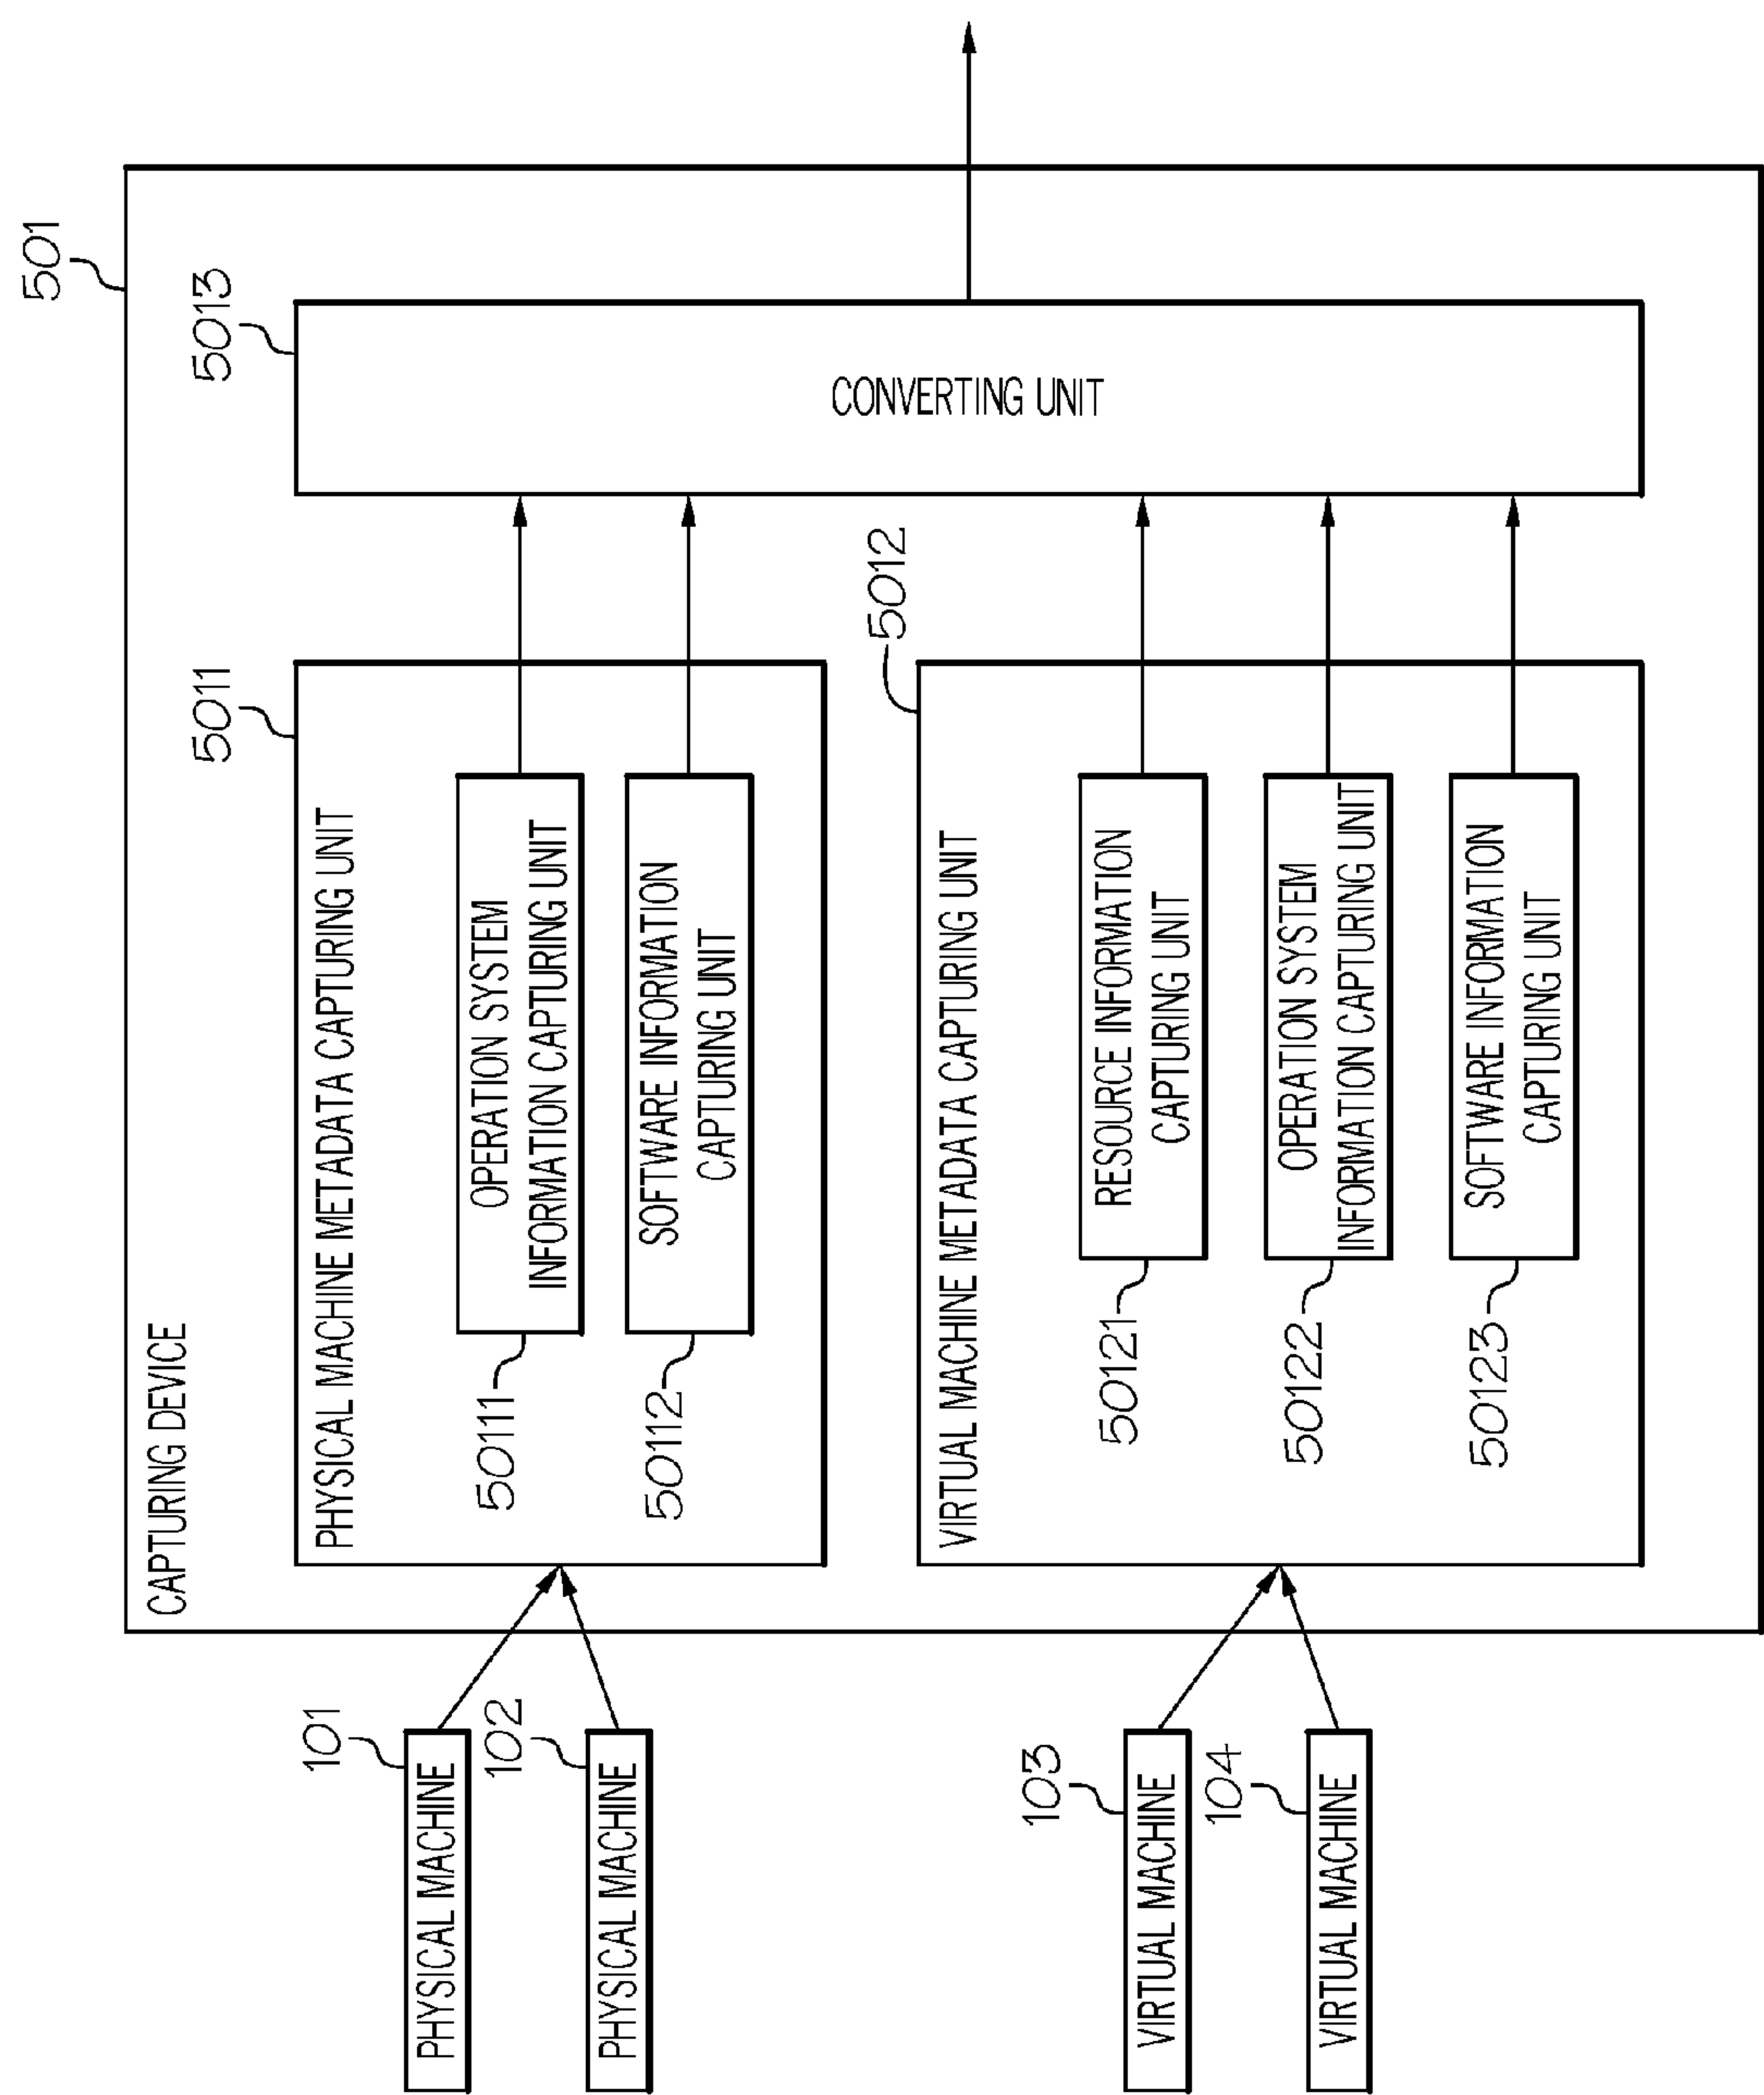 501
CAPTURING DEVICE
5011
5013
PHYSICAL MACHINE METADATA CAPTURING UNIT
101
PHYSICAL MACHINE
50111
OPERATION SYSTEM
INFORMATION CAPTURING UNIT
102
PHYSICAL MACHINE
50112
SOFTWARE INFORMATION
CAPTURING UNIT
CONVERTING UNIT
5012
VIRTUAL MACHINE METADATA CAPTURING UNIT
103
VIRTUAL MACHINE
50121
RESOURCE INFORMATION
CAPTURING UNIT
104
VIRTUAL MACHINE
50122
OPERATION SYSTEM
INFORMATION CAPTURING UNIT
50123
SOFTWARE INFORMATION
CAPTURING UNIT